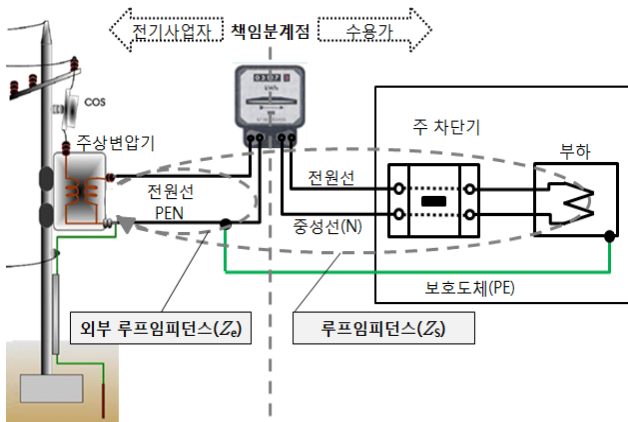 전기사업자 책임분계점 수용가
COS
주상변압기
0307
kWh
주 차단기
부하
전원선
PEN
전원선
중성선(N)
보호도체(PE)
외부 루프임피던스(Ze)
루프임피던스(Zs)